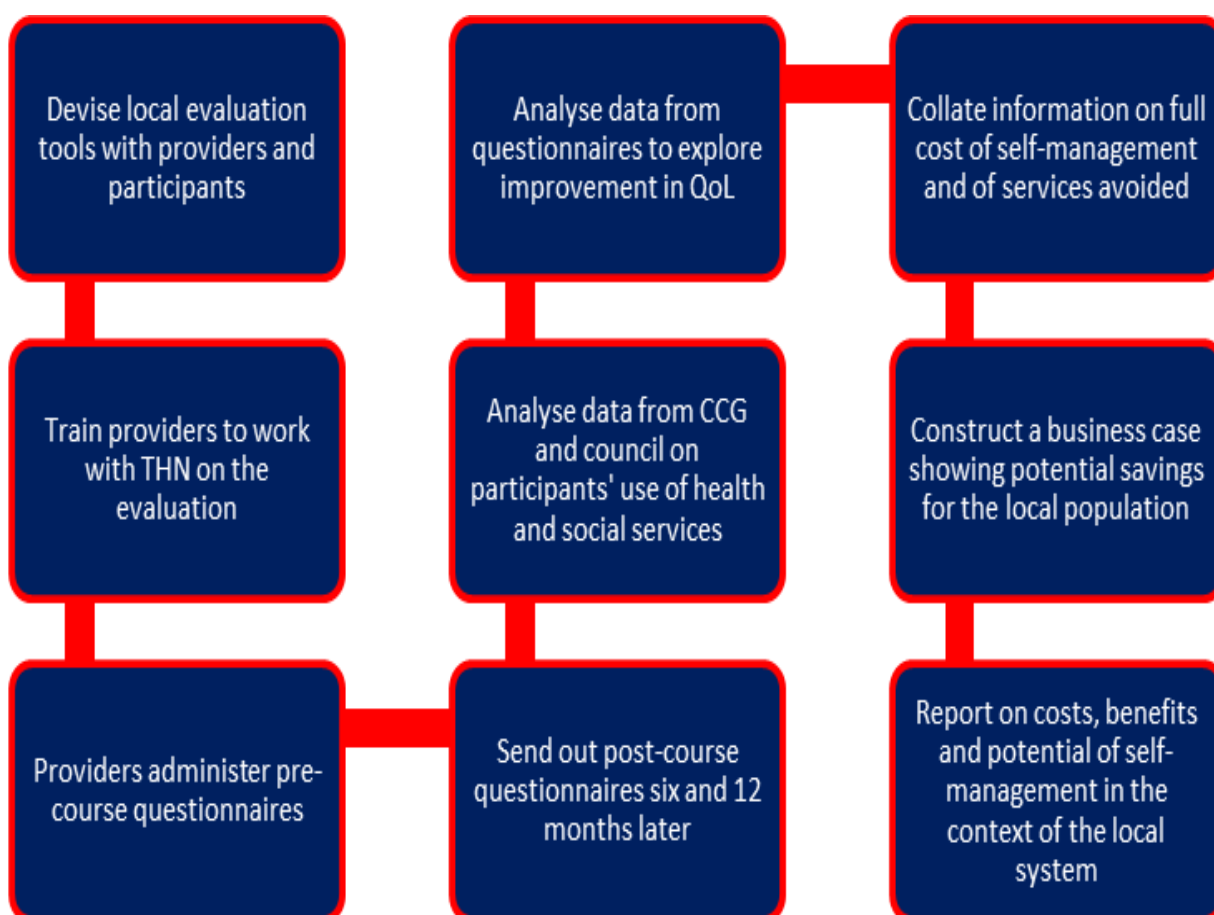 Devise local evaluation
tools with providers and
participants
Train providers to work
with THN on the
evaluation
Providers administer pre-
course questionnaires
Send out post-course
questionnaires six and 12
months later
Analyse data from CCG
and council on
participants' use of health
and social services
Analyse data from
questionnaires to explore
improvement in QoL
Collate information on full
cost of self-management
and of services avoided
Construct a business case
showing potential savings
for the local population
Report on costs, benefits
and potential of self-
management in the
context of the local
system